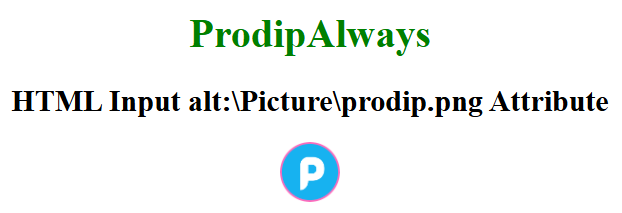 ProdipAlways
HTML Input alt:\Picture\prodip.png Attribute
P